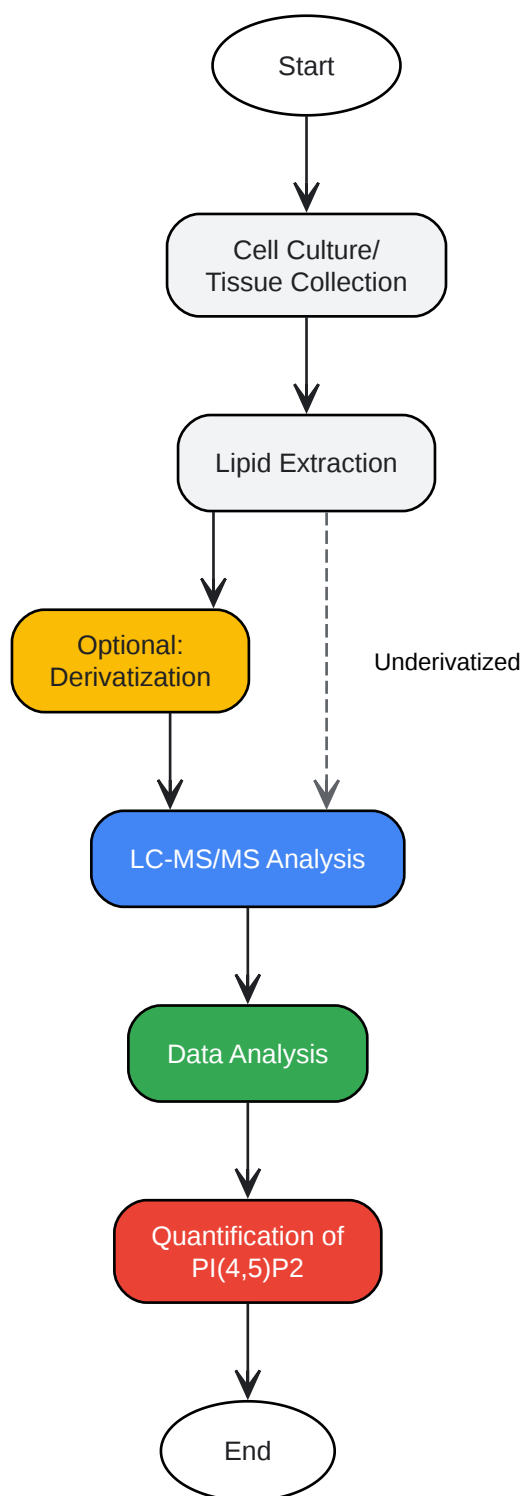 Start
Cell Culture/
Tissue Collection
Lipid Extraction
Optional:
Derivatization
Underivatized
LC-MS/MS Analysis
Data Analysis
Quantification of
PI(4,5)P2
End